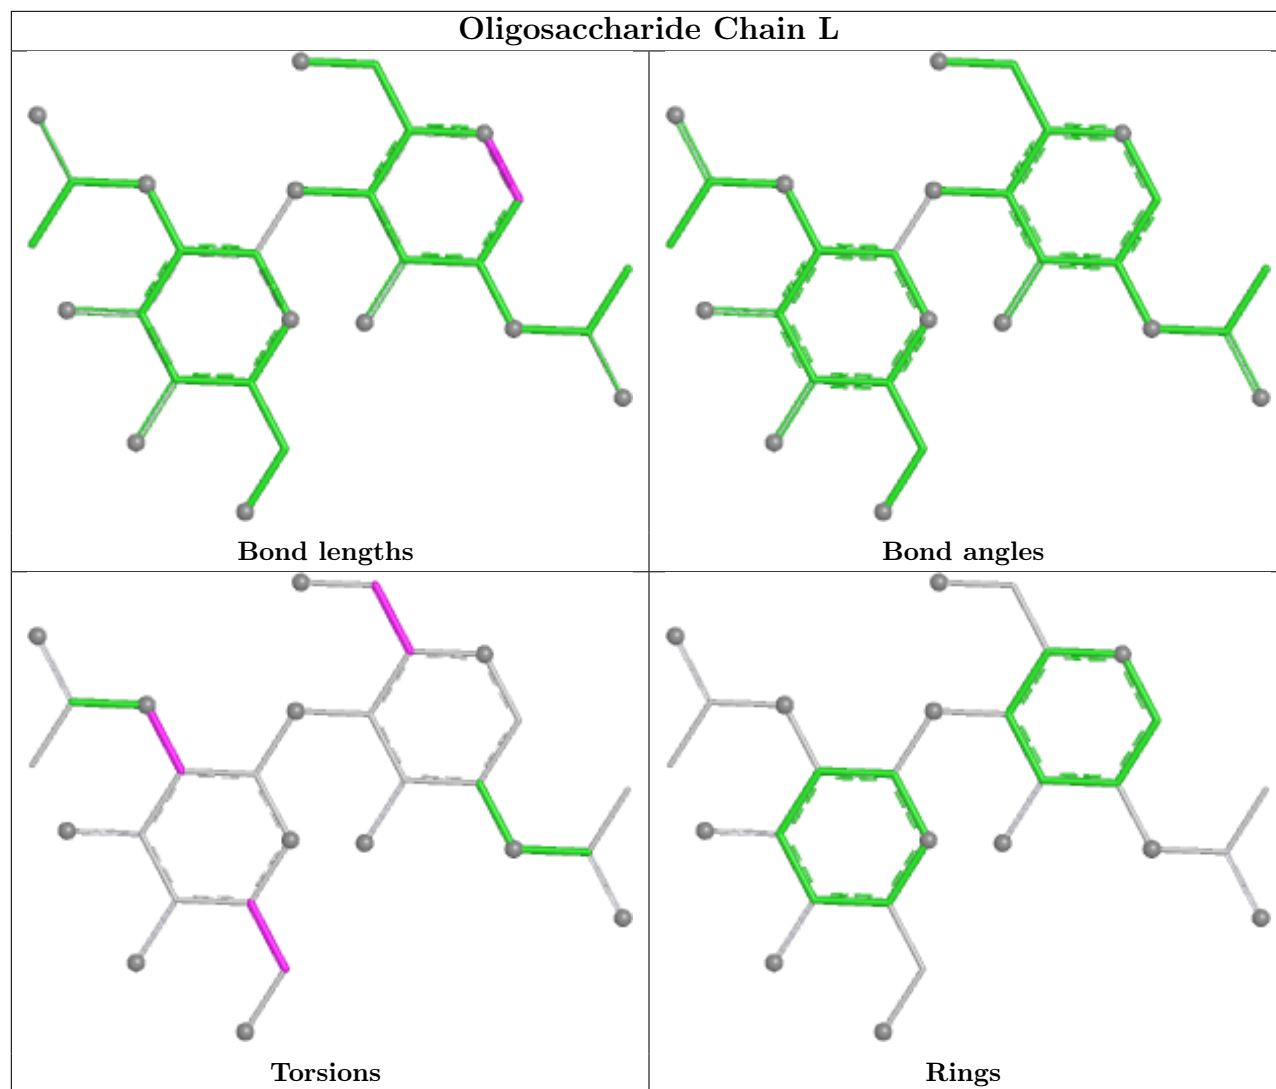 Oligosaccharide Chain L
Bond lengths
Bond angles
Torsions
Rings